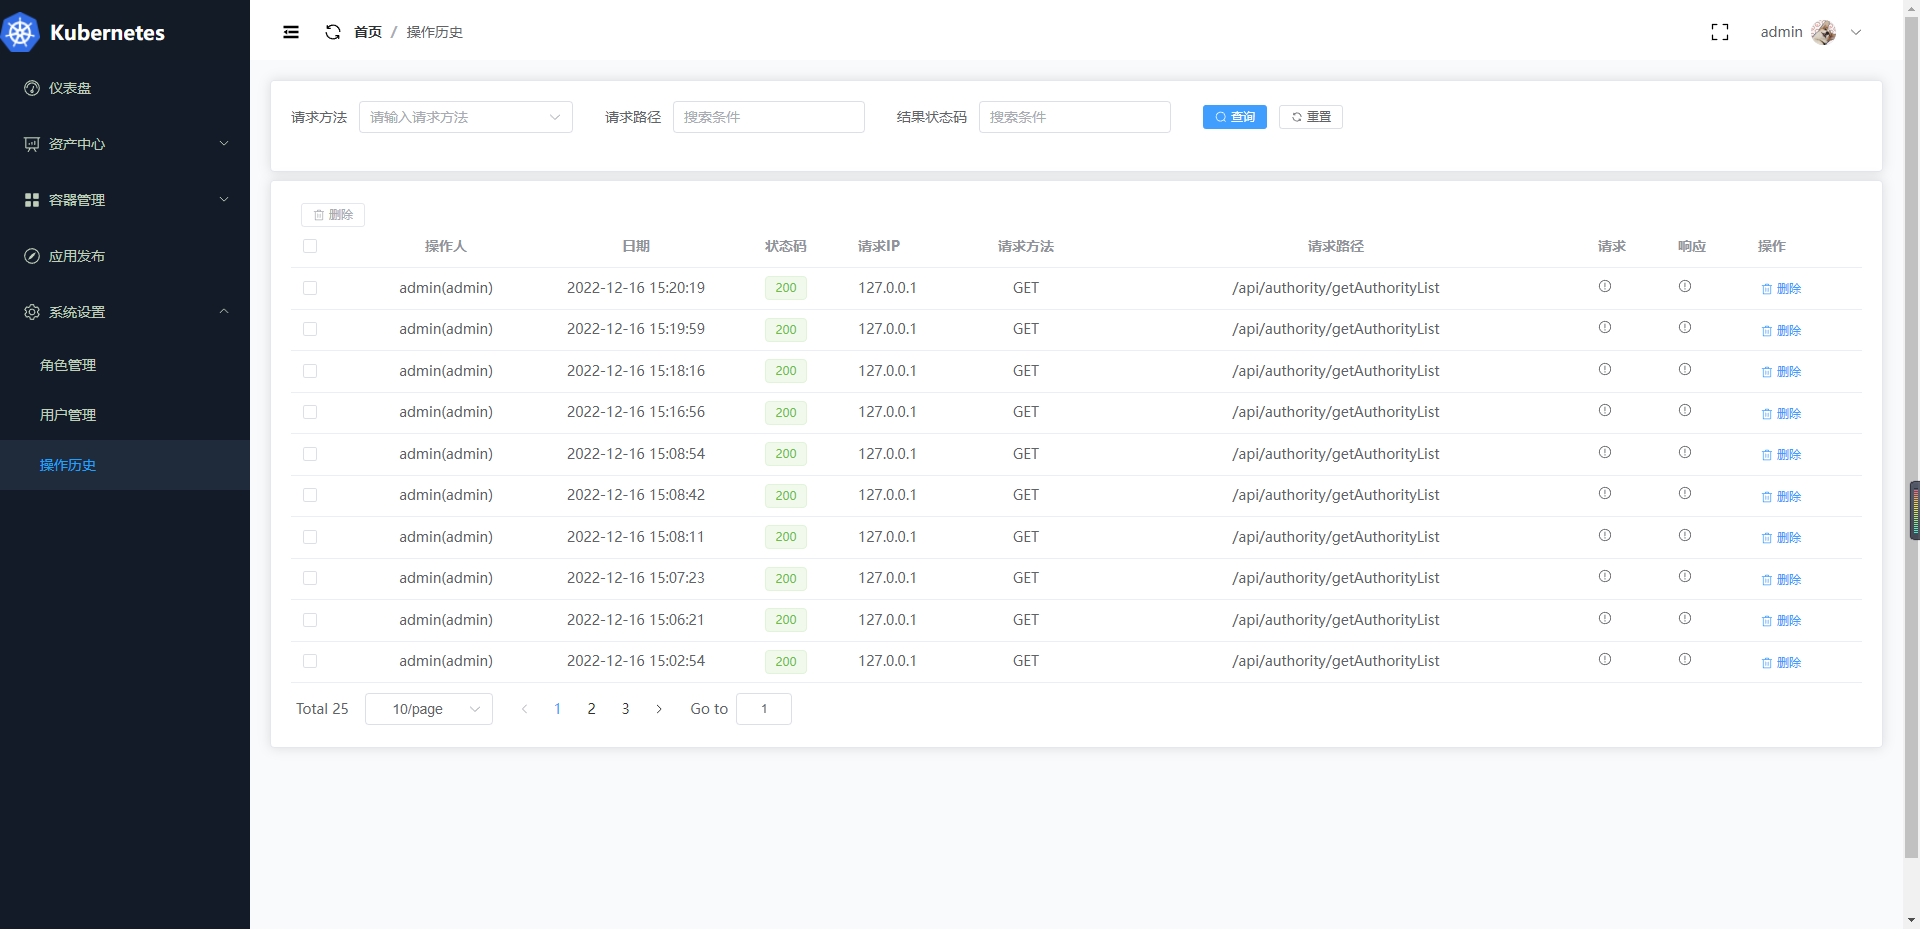 Kubernetes
仪表盘
资产中心
容器管理
应用发布
系统设置
角色管理
用户管理
操作历史
首页 / 操作历史
admin
请求方法 请输入请求方法 请求路径 搜索条件 结果状态码 搜索条件 查询 重置
删除
操作人 日期 状态码 请求IP 请求方法 请求路径 请求 响应 操作
admin(admin) 2022-12-16 15:20:19 200 127.0.0.1 GET /api/authority/getAuthorityList 删除
admin(admin) 2022-12-16 15:19:59 200 127.0.0.1 GET /api/authority/getAuthorityList 删除
admin(admin) 2022-12-16 15:18:16 200 127.0.0.1 GET /api/authority/getAuthorityList 删除
admin(admin) 2022-12-16 15:16:56 200 127.0.0.1 GET /api/authority/getAuthorityList 删除
admin(admin) 2022-12-16 15:08:54 200 127.0.0.1 GET /api/authority/getAuthorityList 删除
admin(admin) 2022-12-16 15:08:42 200 127.0.0.1 GET /api/authority/getAuthorityList 删除
admin(admin) 2022-12-16 15:08:11 200 127.0.0.1 GET /api/authority/getAuthorityList 删除
admin(admin) 2022-12-16 15:07:23 200 127.0.0.1 GET /api/authority/getAuthorityList 删除
admin(admin) 2022-12-16 15:06:21 200 127.0.0.1 GET /api/authority/getAuthorityList 删除
admin(admin) 2022-12-16 15:02:54 200 127.0.0.1 GET /api/authority/getAuthorityList 删除
Total 25 10/page 1 2 3 Go to 1